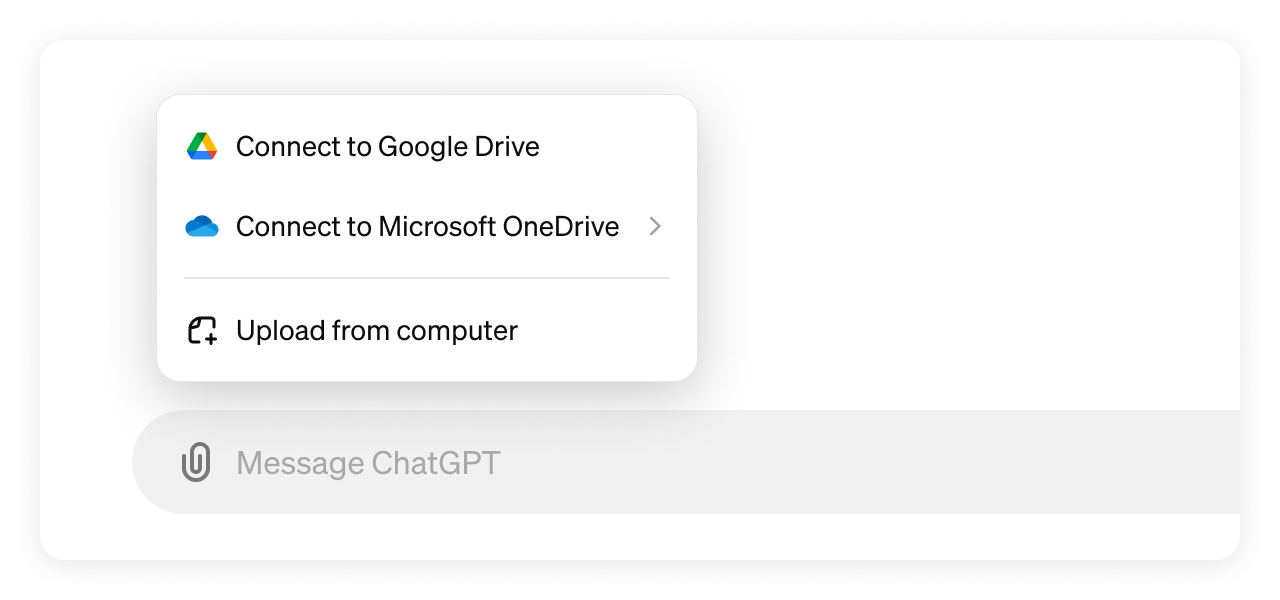 Connect to Google Drive
Connect to Microsoft OneDrive
Upload from computer
Message ChatGPT